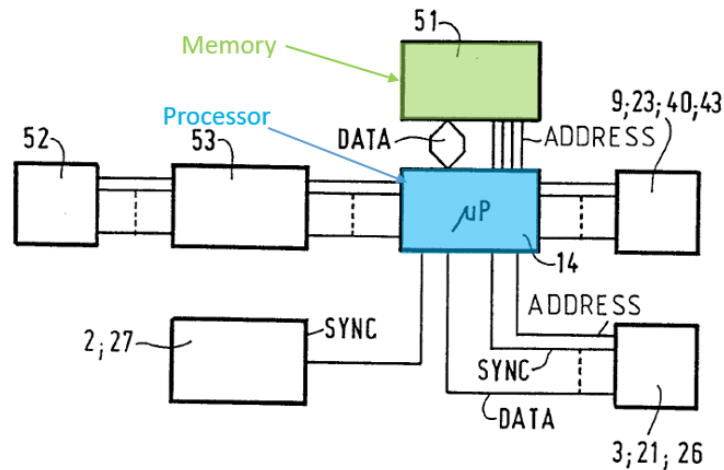 51
Memory
9;23;40;43
Processor
DATA
ADDRESS
52
53
µP
14
ADDRESS
SYNC
2;27
SYNC
DATA
3;21;26